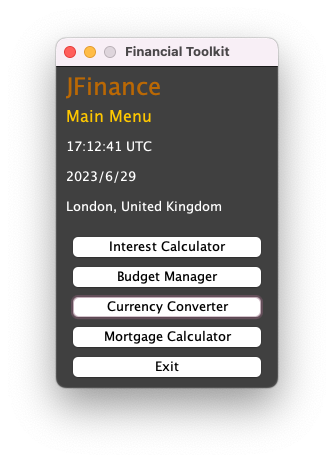 Financial Toolkit
JFinance
Main Menu
17:12:41 UTC
2023/6/29
London, United Kingdom
Interest Calculator
Budget Manager
Currency Converter
Mortgage Calculator
Exit